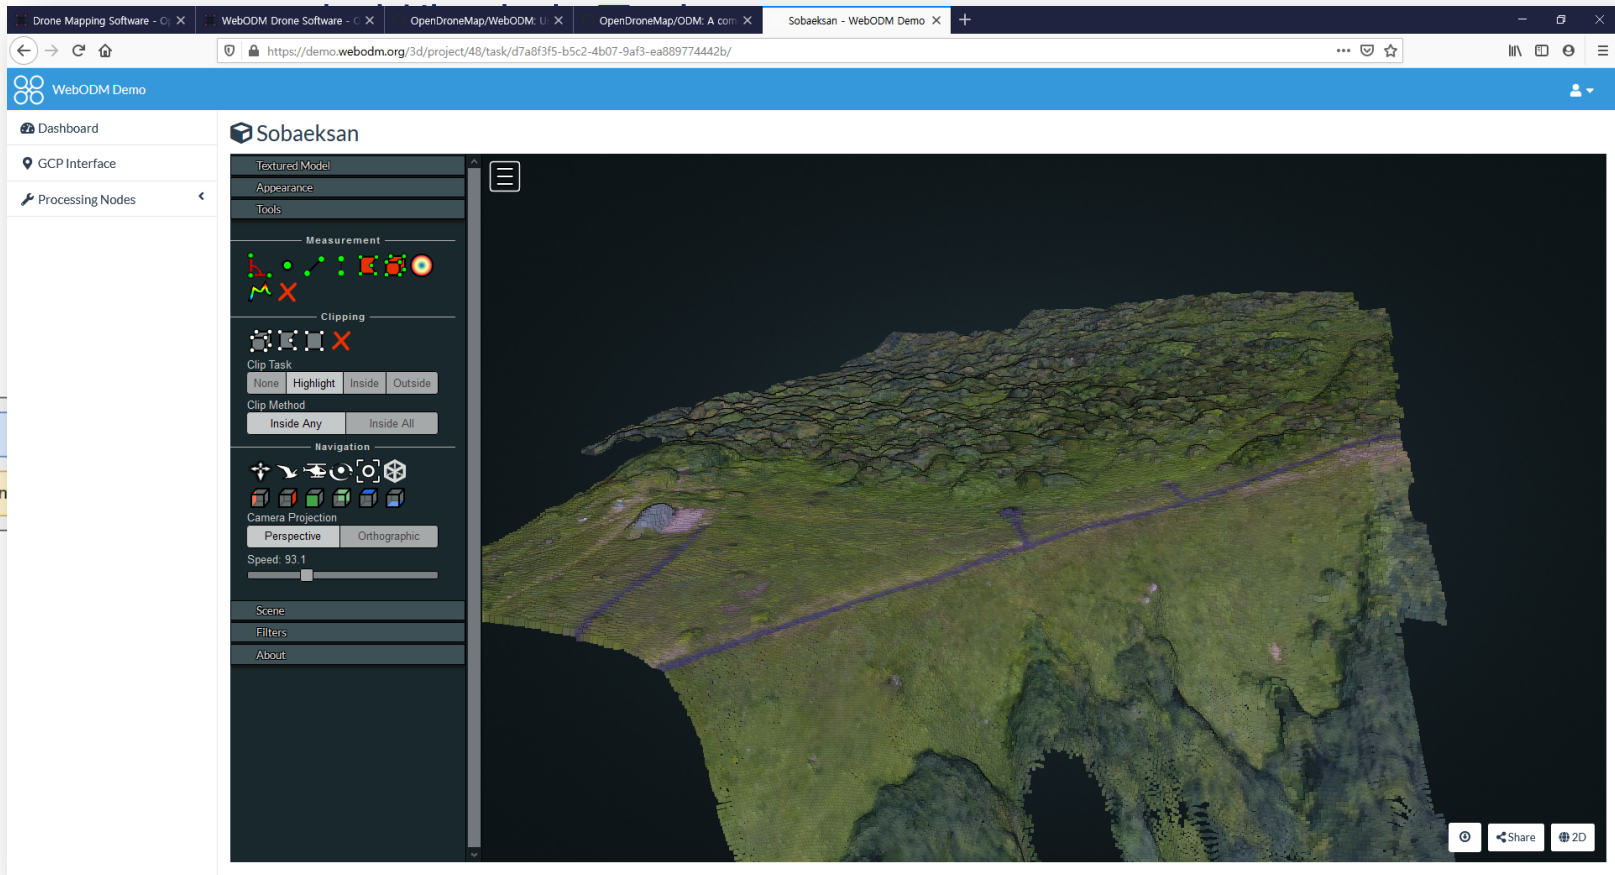 Drone Mapping Software - Op
WebODM Drone Software - O
OpenDroneMap/WebODM: U
OpenDroneMap/ODM: A com
Sobaeksan - WebODM Demo
https://demo.webodm.org/3d/project/48/task/d7a8f3f5-b5c2-4b07-9af3-ea889774442b/
WebODM Demo
Dashboard
GCP Interface
Processing Nodes
Sobaeksan
Textured Model
Appearance
Tools
Measurement
Clipping
Clip Task
None Highlight Inside Outside
Clip Method
Inside Any Inside All
Navigation
Camera Projection
Perspective Orthographic
Speed: 93.1
Scene
Filters
About
Share 2D